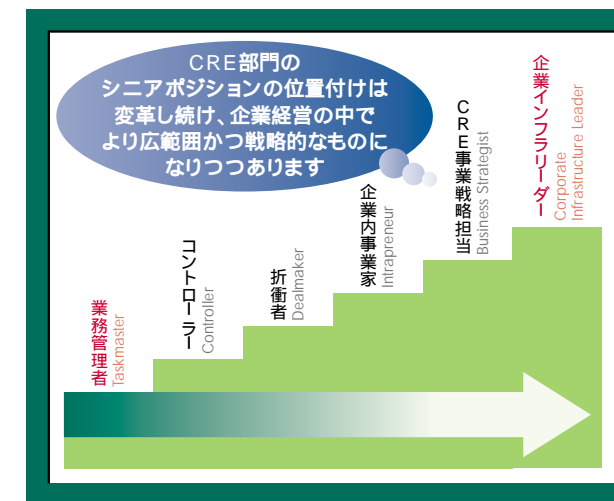 CRE部門の
シニアポジションの位置付けは
変革し続け、企業経営の中で
より広範囲かつ戦略的なものに
なりつつあります
業務管理者
Taskmaster
コントローラー
Controller
折衝者
Dealmaker
企業内事業家
Intrapreneur
CRE事業戦略担当
Business Strategist
企業インフラリーダー
Corporate
Infrastructure Leader